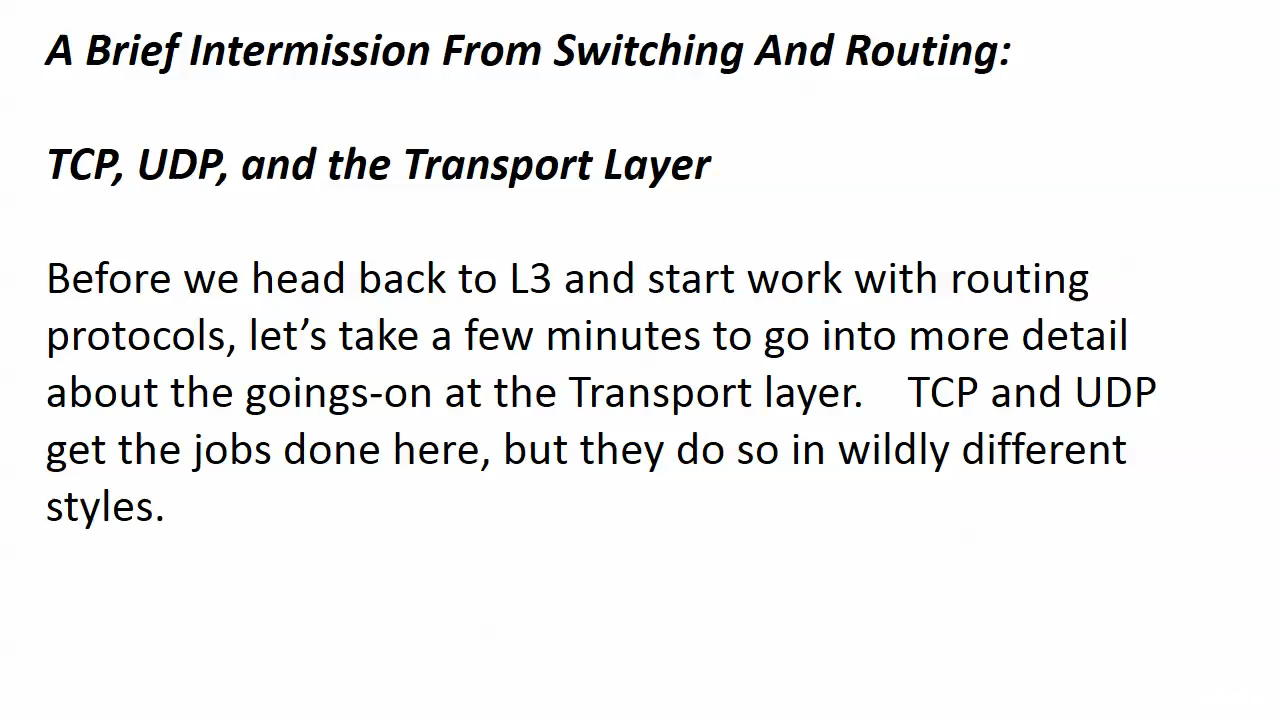 A Brief Intermission From Switching And Routing:
TCP, UDP, and the Transport Layer
Before we head back to L3 and start work with routing
protocols, let’s take a few minutes to go into more detail
about the goings-on at the Transport layer.    TCP and UDP
get the jobs done here, but they do so in wildly different
styles.